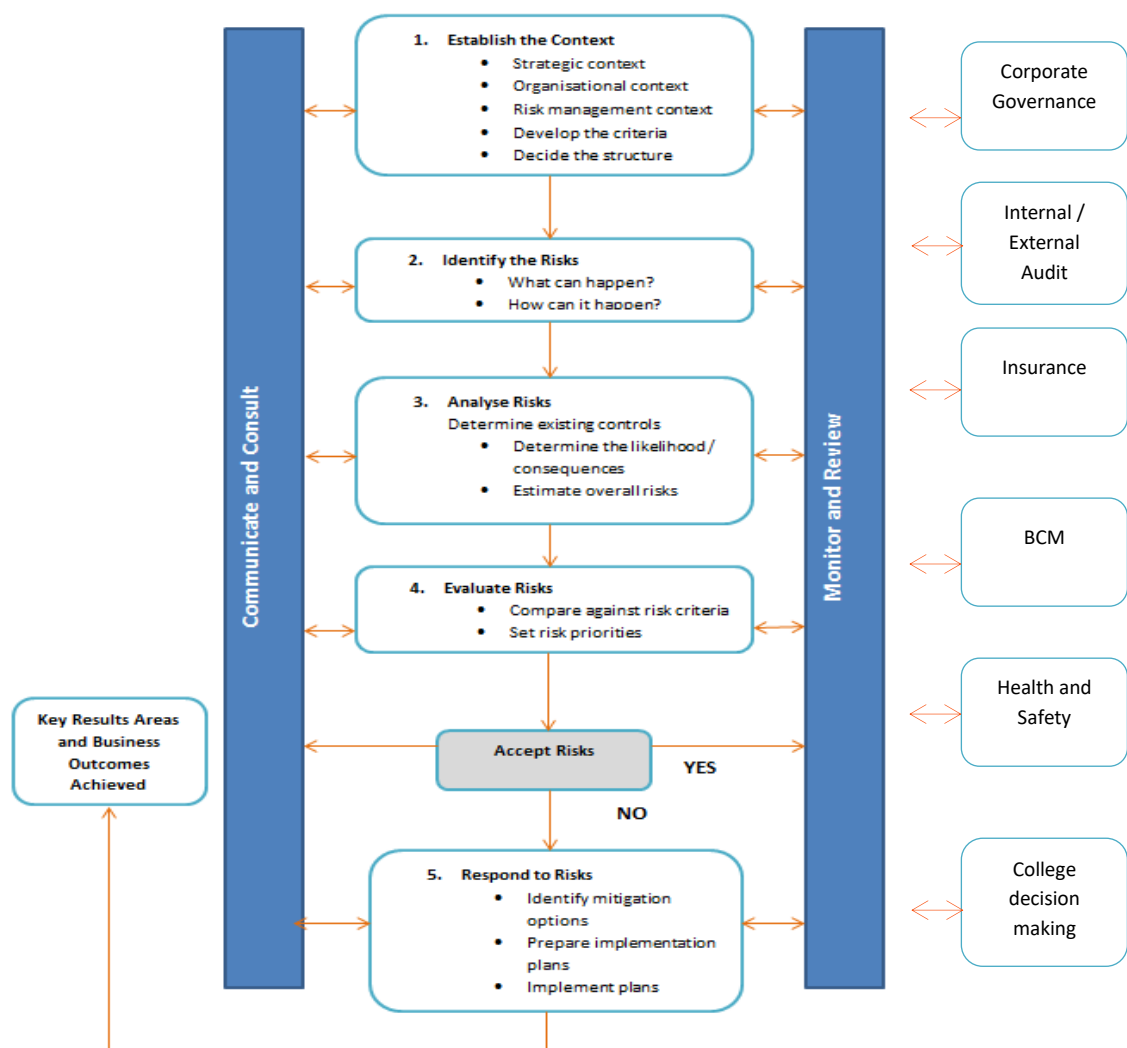 1. Establish the Context
• Strategic context
• Organisational context
• Risk management context
• Develop the criteria
• Decide the structure
2. Identify the Risks
• What can happen?
• How can it happen?
3. Analyse Risks
Determine existing controls
• Determine the likelihood /
consequences
• Estimate overall risks
4. Evaluate Risks
• Compare against risk criteria
• Set risk priorities
Accept Risks
YES
NO
5. Respond to Risks
• Identify mitigation
options
• Prepare implementation
plans
• Implement plans
Communicate and Consult
Monitor and Review
Key Results Areas
and Business
Outcomes
Achieved
Corporate
Governance
Internal /
External
Audit
Insurance
BCM
Health and
Safety
College
decision
making